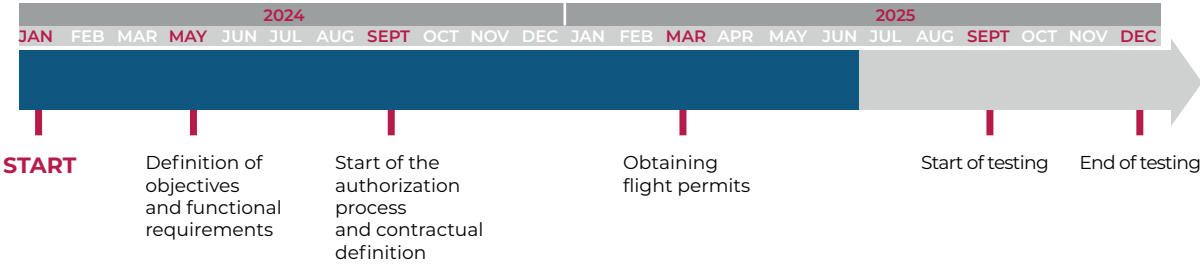 2024 2025
JAN FEB MAR MAY JUN JUL AUG SEPT OCT NOV DEC JAN FEB MAR APR MAY JUN JUL AUG SEPT OCT NOV DEC
START
Definition of
objectives
and functional
requirements
Start of the
authorization
process
and contractual
definition
Obtaining
flight permits
Start of testing
End of testing